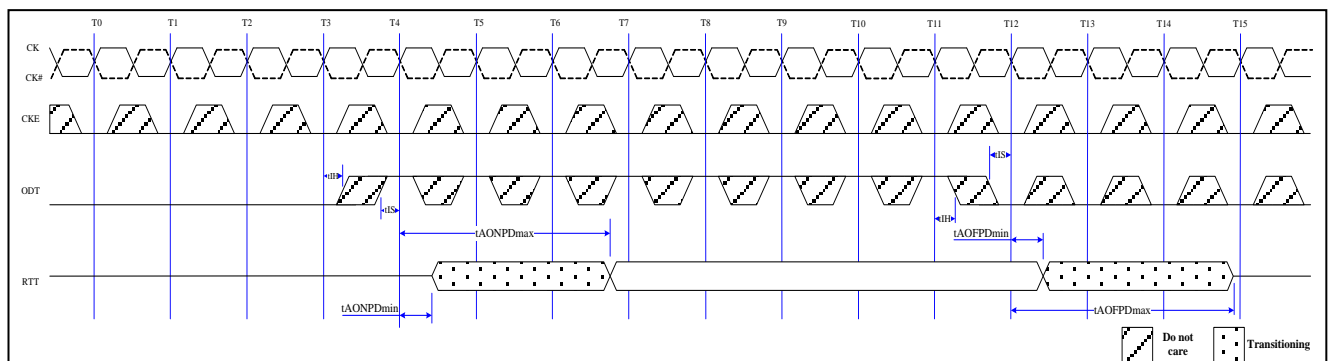 T0 T1 T2 T3 T4 T5 T6 T7 T8 T9 T10 T11 T12 T13 T14 T15
CK
CK#
CKE
tIS
tIH
ODT
tIS
tIH
tAONPDmax
tAOFPDmin
RTT
tAONPDmin
tAOFPDmax
Do not
care
Transitioning